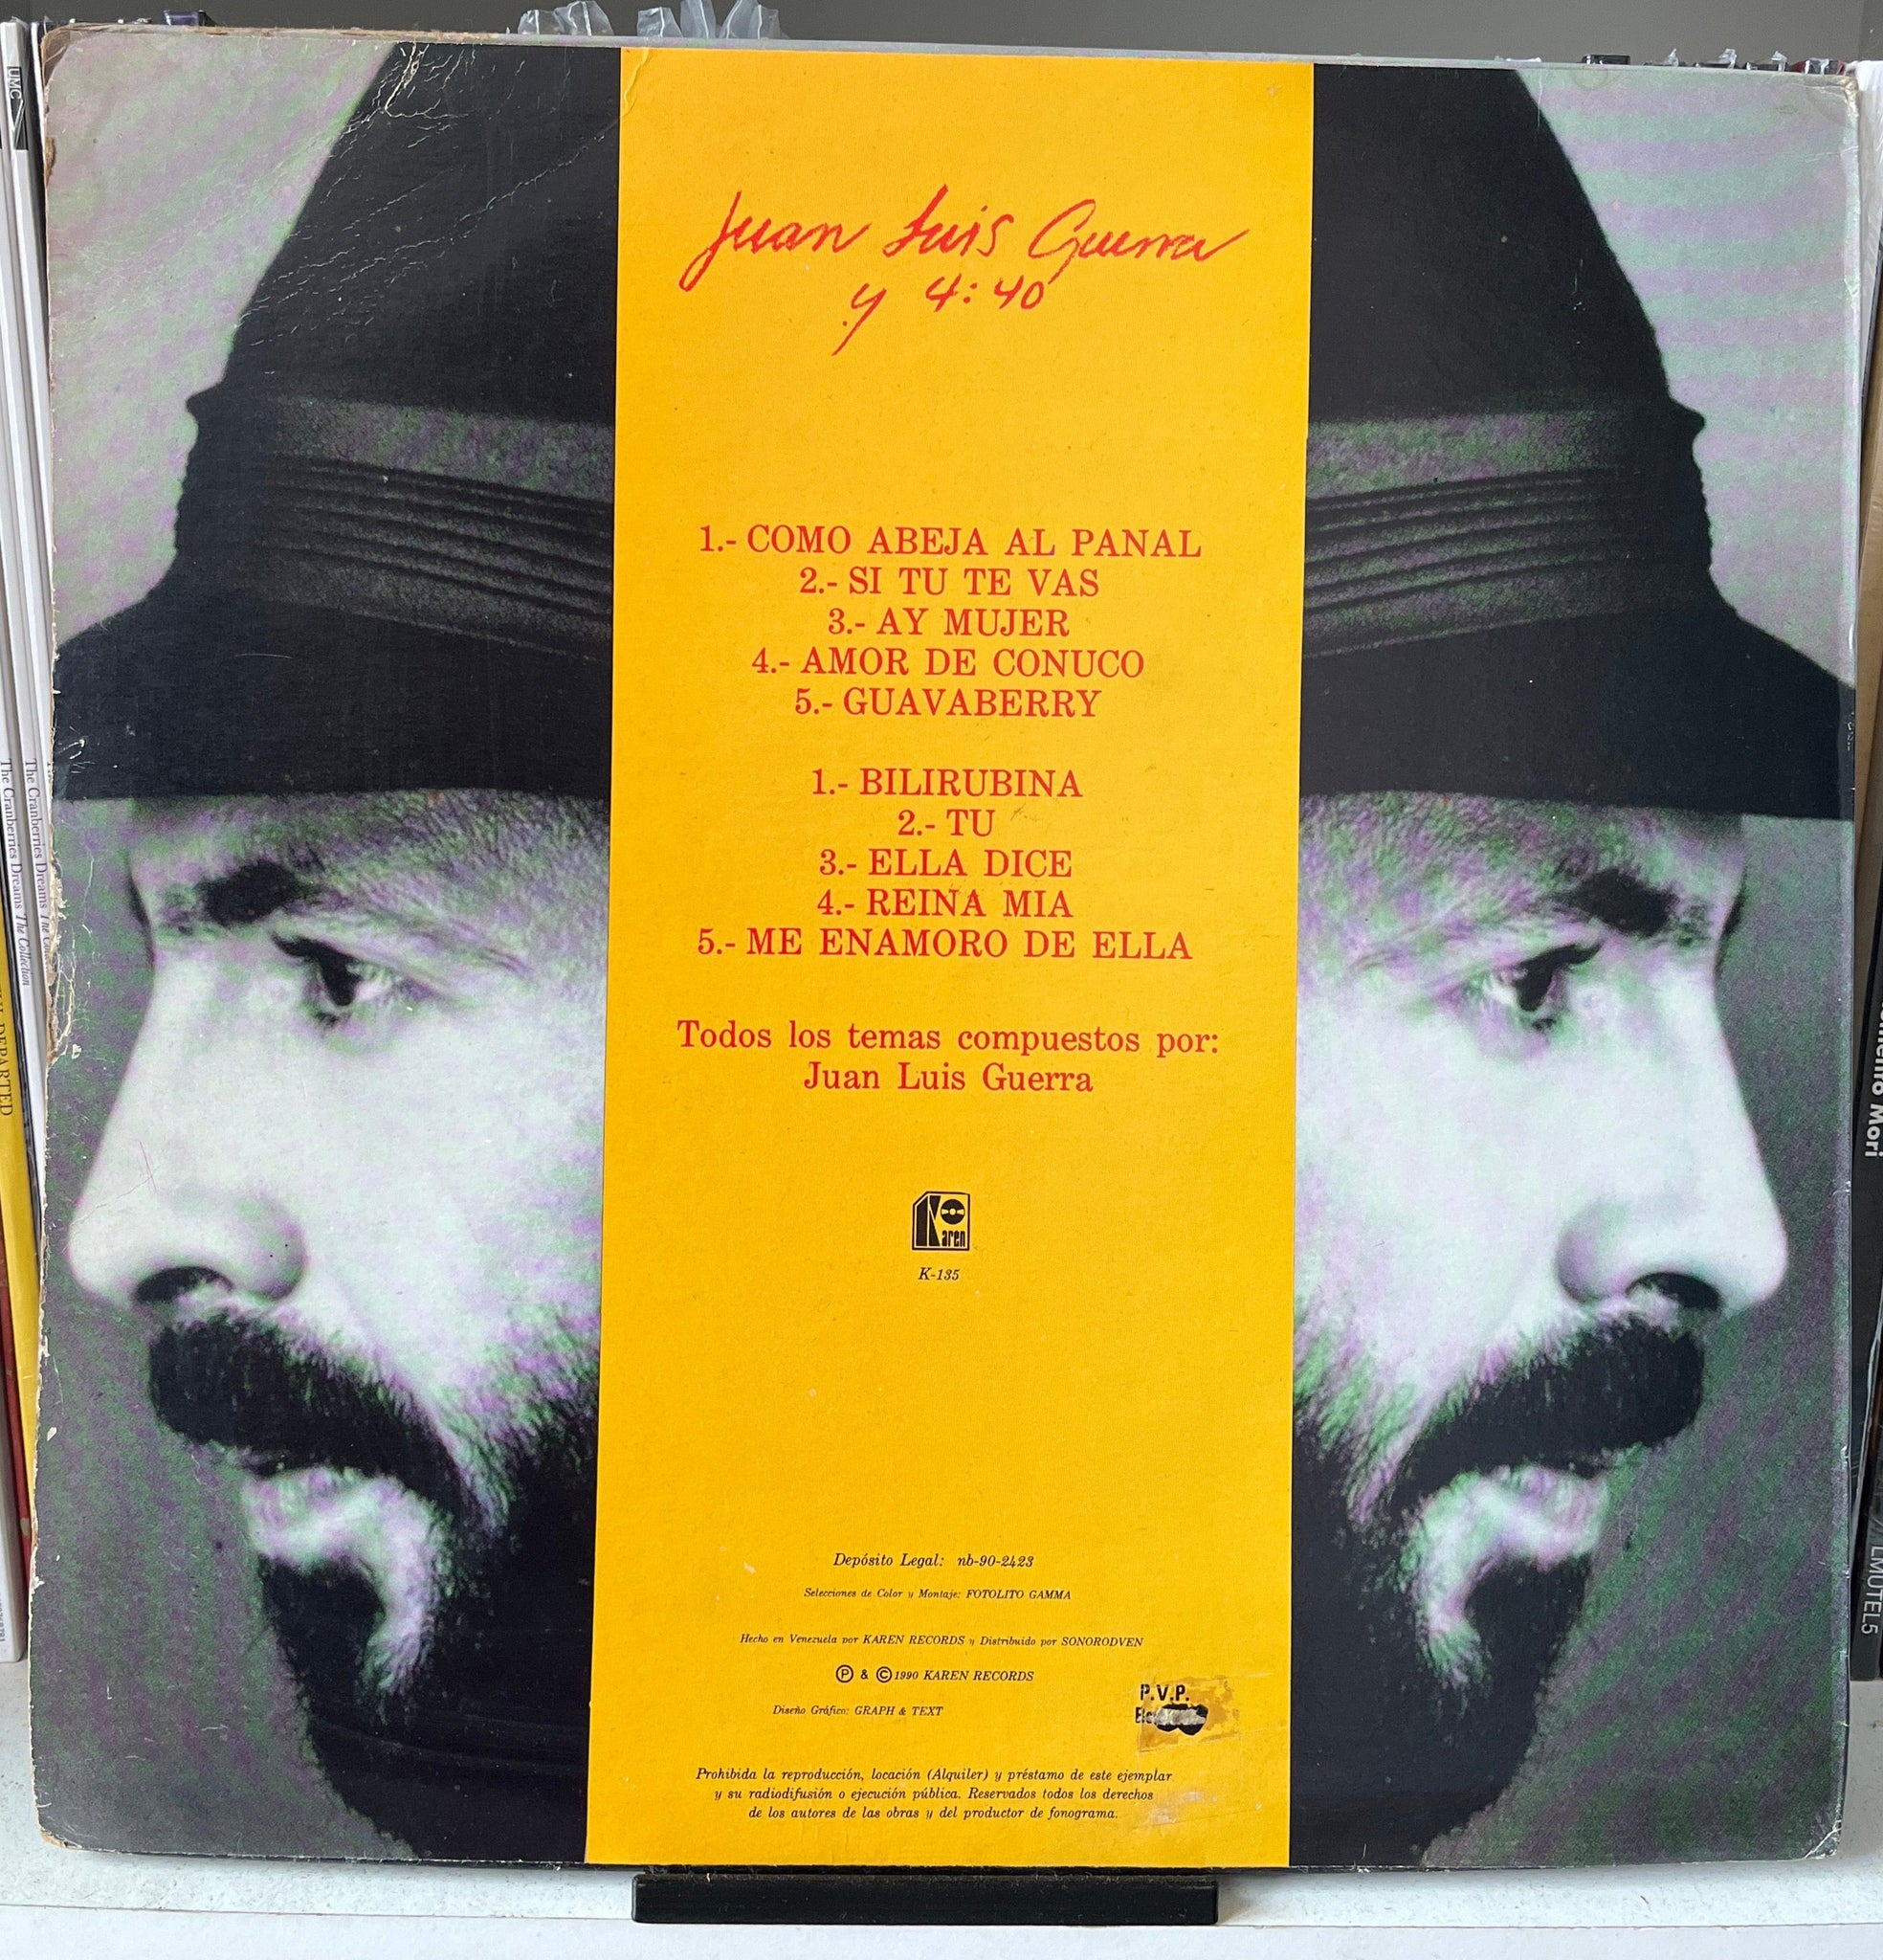 Juan Luis Guerra
y 4:40
1.- COMO ABEJA AL PANAL
2.- SI TU TE VAS
3.- AY MUJER
4.- AMOR DE CONUCO
5.- GUAVABERRY
1.- BILIRUBINA
2.- TU
3.- ELLA DICE
4.- REINA MIA
5.- ME ENAMORO DE ELLA
Todos los temas compuestos por:
Juan Luis Guerra
Karen
K-135
Depósito Legal: nb-90-2423
Selecciones de Color y Montaje: FOTOLITO GAMMA
Hecho en Venezuela por KAREN RECORDS y Distribuido por SONORODVEN
Ⓟ & ©1990 KAREN RECORDS
Diseño Gráfico: GRAPH & TEXT
P.V.P.
Prohibida la reproducción, locación (Alquiler) y préstamo de este ejemplar
y su radiodifusión o ejecución pública. Reservados todos los derechos
de los autores de las obras y del productor de fonograma.
UMC
The Cranberries Dreams The Collection
The Cranberries Dreams
DEPARTED
Mori
LMUTEL5